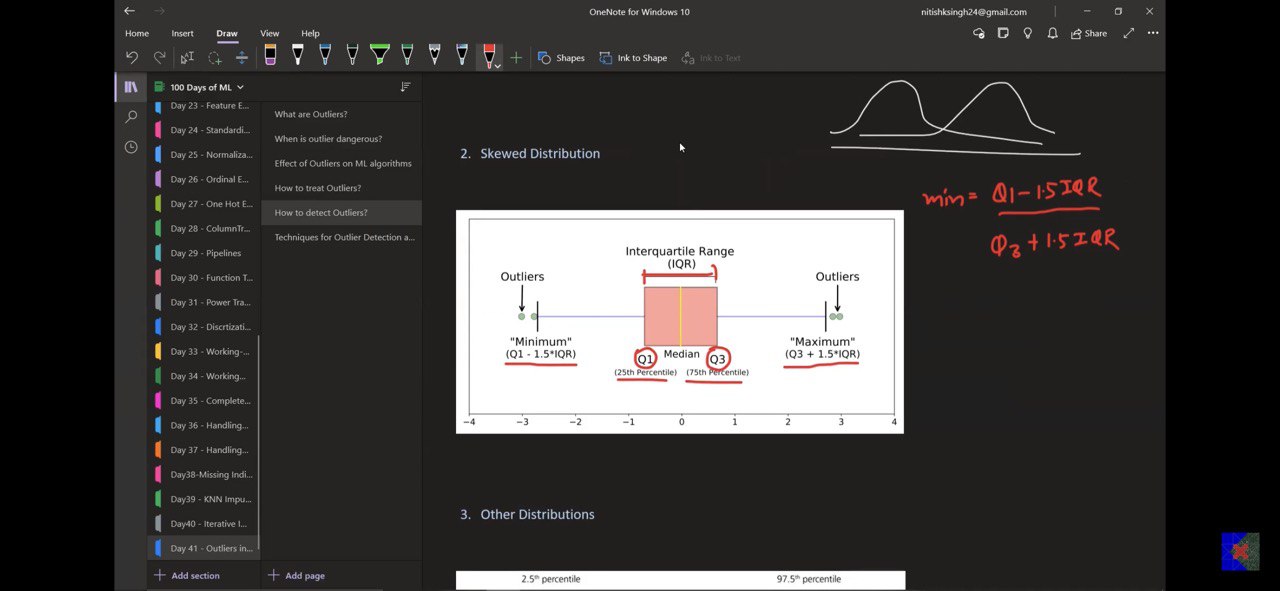 OneNote for Windows 10
nitishksingh24@gmail.com
Home Insert Draw View Help
Share
Shapes
Ink to Shape
Ink to Text
100 Days of ML
Day 23 - Feature E...
Day 24 - Standardi...
Day 25 - Normaliza...
Day 26 - Ordinal E...
Day 27 - One Hot E...
Day 28 - ColumnTr...
Day 29 - Pipelines
Day 30 - Function T...
Day 31 - Power Tra...
Day 32 - Discrtizati...
Day 33 - Working-...
Day 34 - Working...
Day 35 - Complete...
Day 36 - Handling...
Day 37 - Handling...
Day38-Missing Indi...
Day39 - KNN Impu...
Day40 - Iterative I...
Day 41 - Outliers in...
Add section
What are Outliers?
When is outlier dangerous?
Effect of Outliers on ML algorithms
How to treat Outliers?
How to detect Outliers?
Techniques for Outlier Detection a...
Add page
2. Skewed Distribution
min = Q1 - 1.5 IQR
Q3 + 1.5 IQR
Interquartile Range
(IQR)
Outliers
Outliers
"Minimum"
(Q1 - 1.5*IQR)
Q1
(25th Percentile)
Median
Q3
(75th Percentile)
"Maximum"
(Q3 + 1.5*IQR)
−4 −3 −2 −1 0 1 2 3 4
3. Other Distributions
2.5th percentile
97.5th percentile